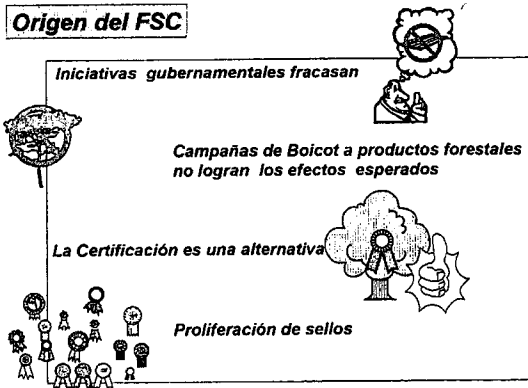 Origen del FSC
Iniciativas gubernamentales fracasan
Campañas de Boicot a productos forestales
no logran los efectos esperados
La Certificación es una alternativa
Proliferación de sellos